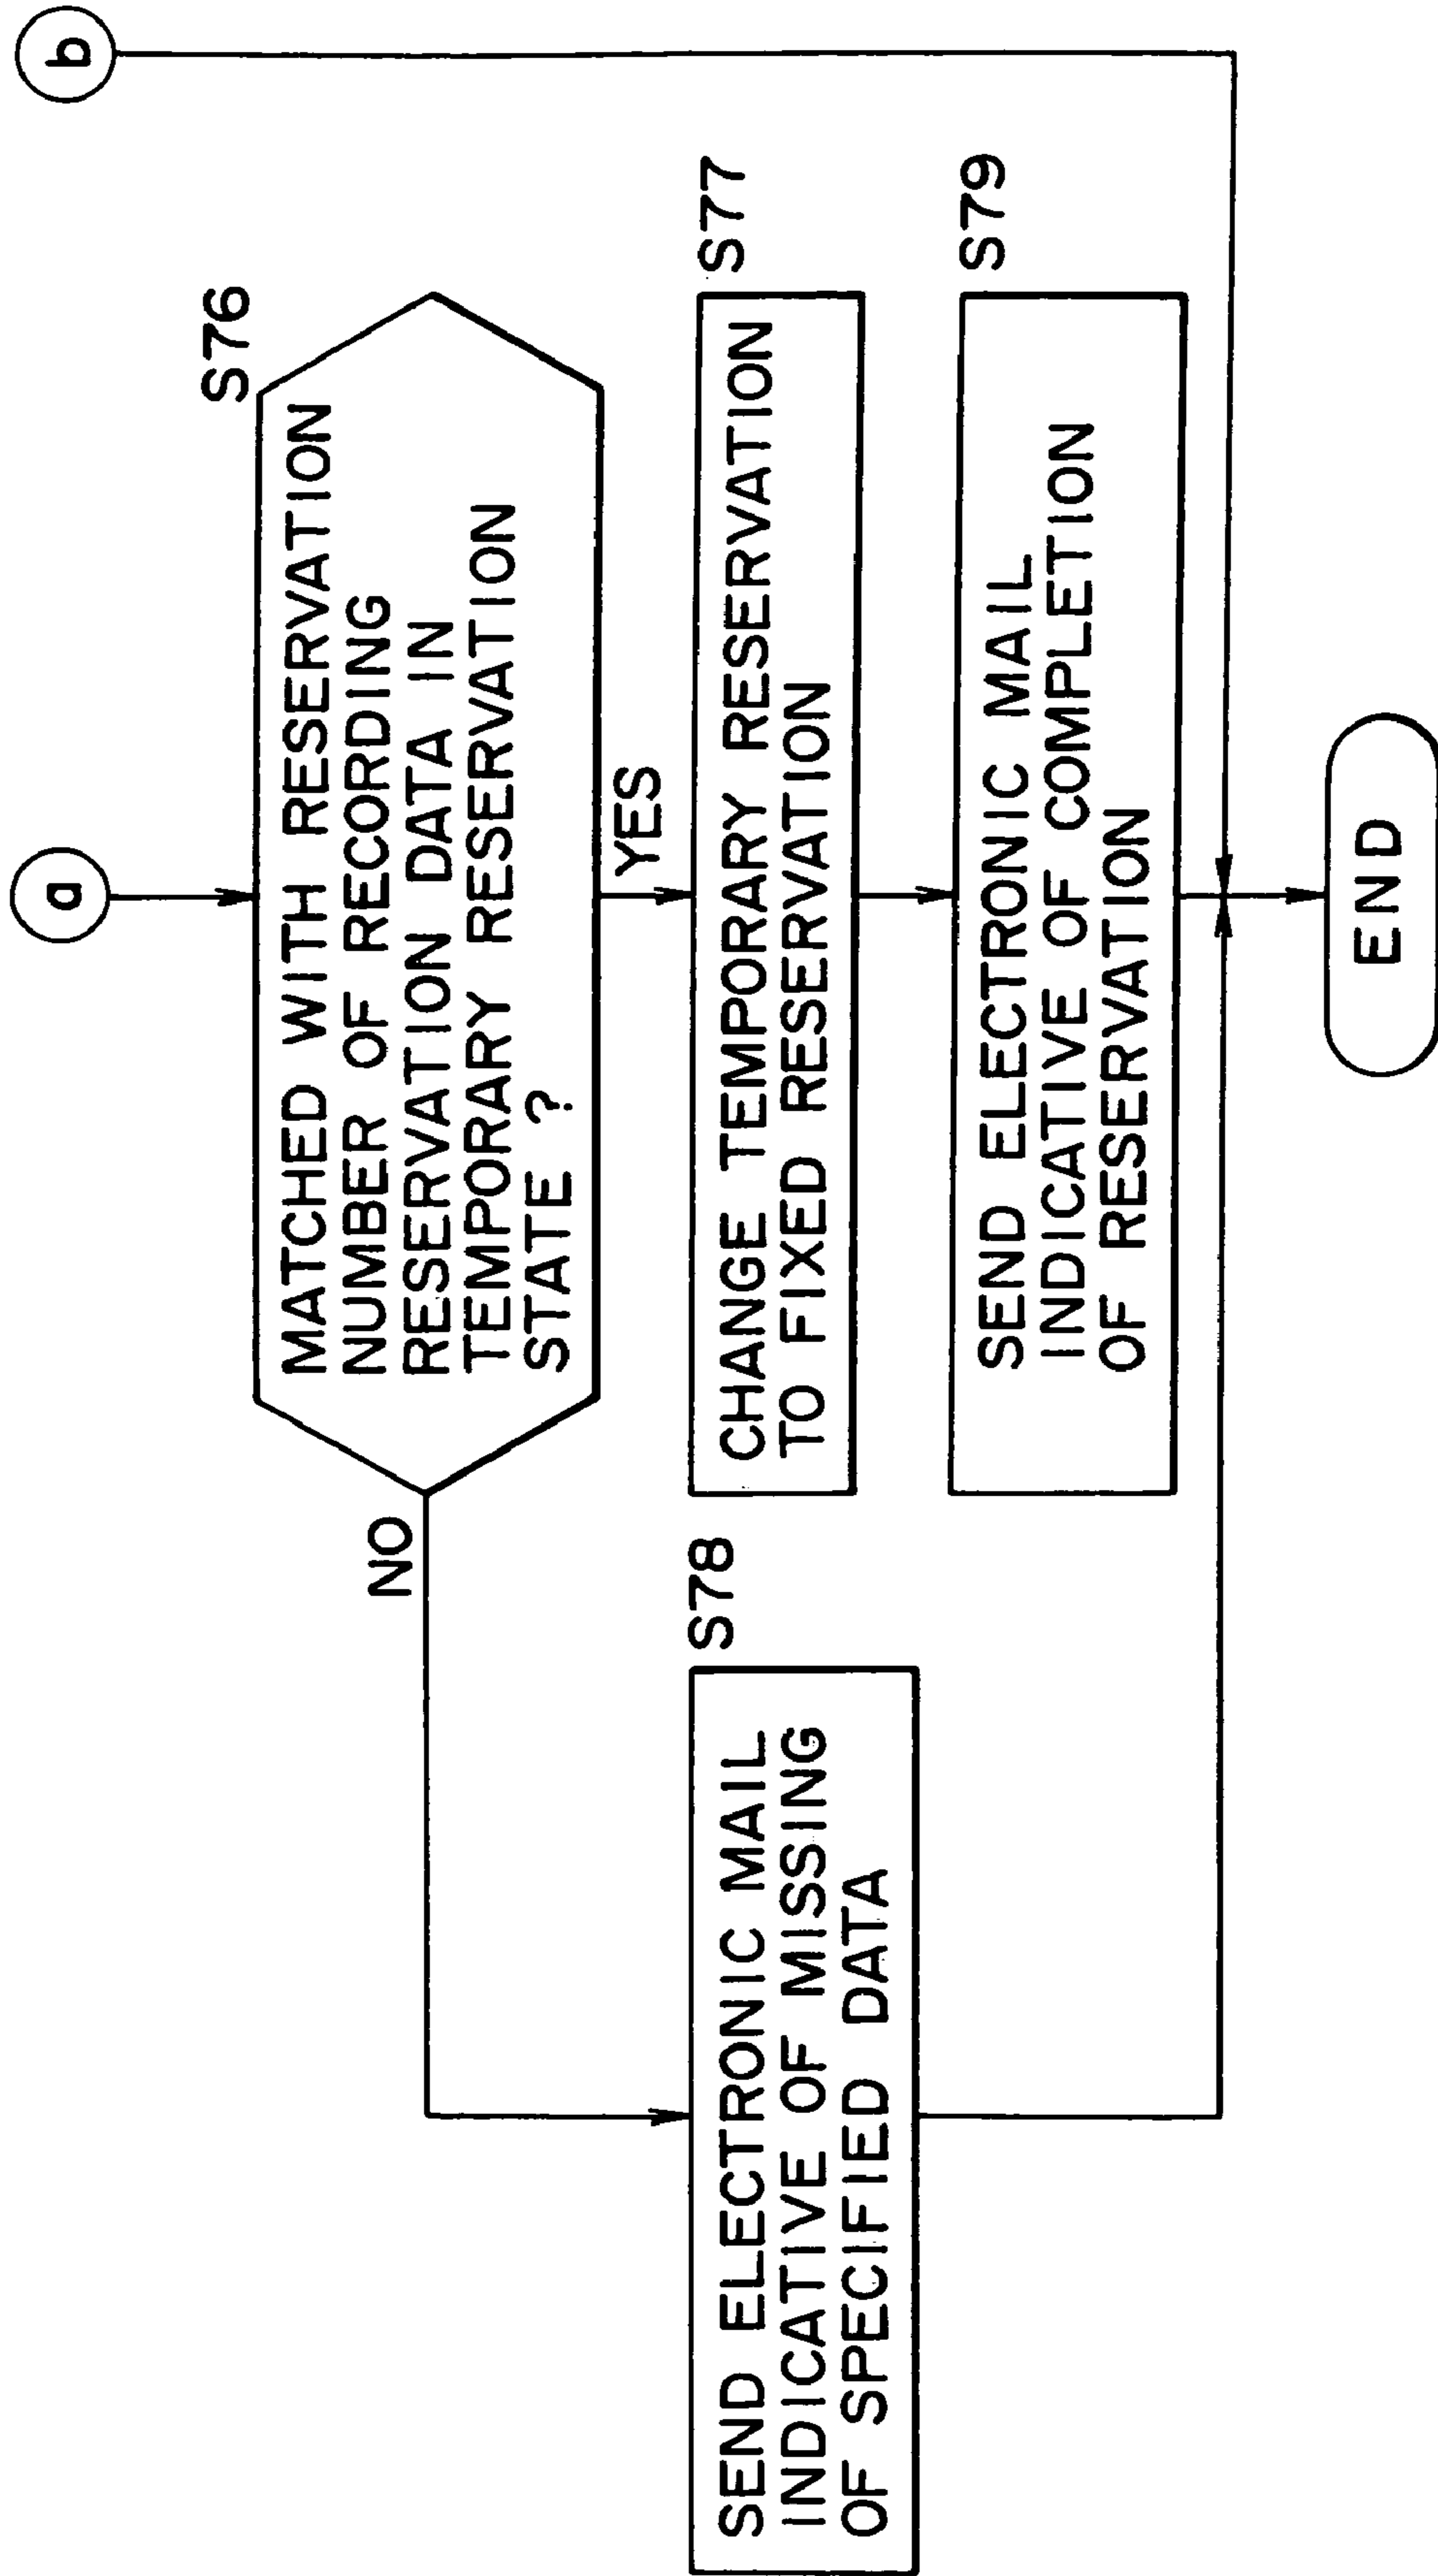 a
b
S76
MATCHED WITH RESERVATION
NUMBER OF RECORDING
RESERVATION DATA IN
TEMPORARY RESERVATION
STATE ?
NO
YES
S78
SEND ELECTRONIC MAIL
INDICATIVE OF MISSING
OF SPECIFIED DATA
S77
CHANGE TEMPORARY RESERVATION
TO FIXED RESERVATION
S79
SEND ELECTRONIC MAIL
INDICATIVE OF COMPLETION
OF RESERVATION
END